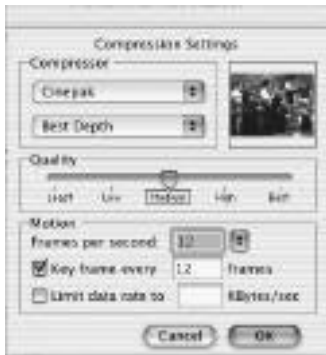 Compression Settings
Compressor
Cinepak
Best Depth
Quality
Least Low Medium High Best
Motion
Frames per second: 12
Key frame every 12 frames
Limit data rate to KBytes/sec
Cancel OK